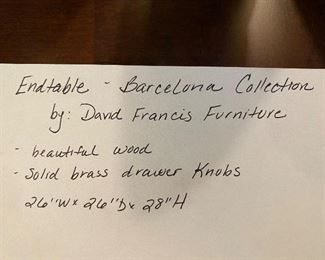 Endtable - Barcelona Collection
by: David Francis Furniture
- beautiful wood
- Solid brass drawer Knobs
26"W x 26"D x 28"H